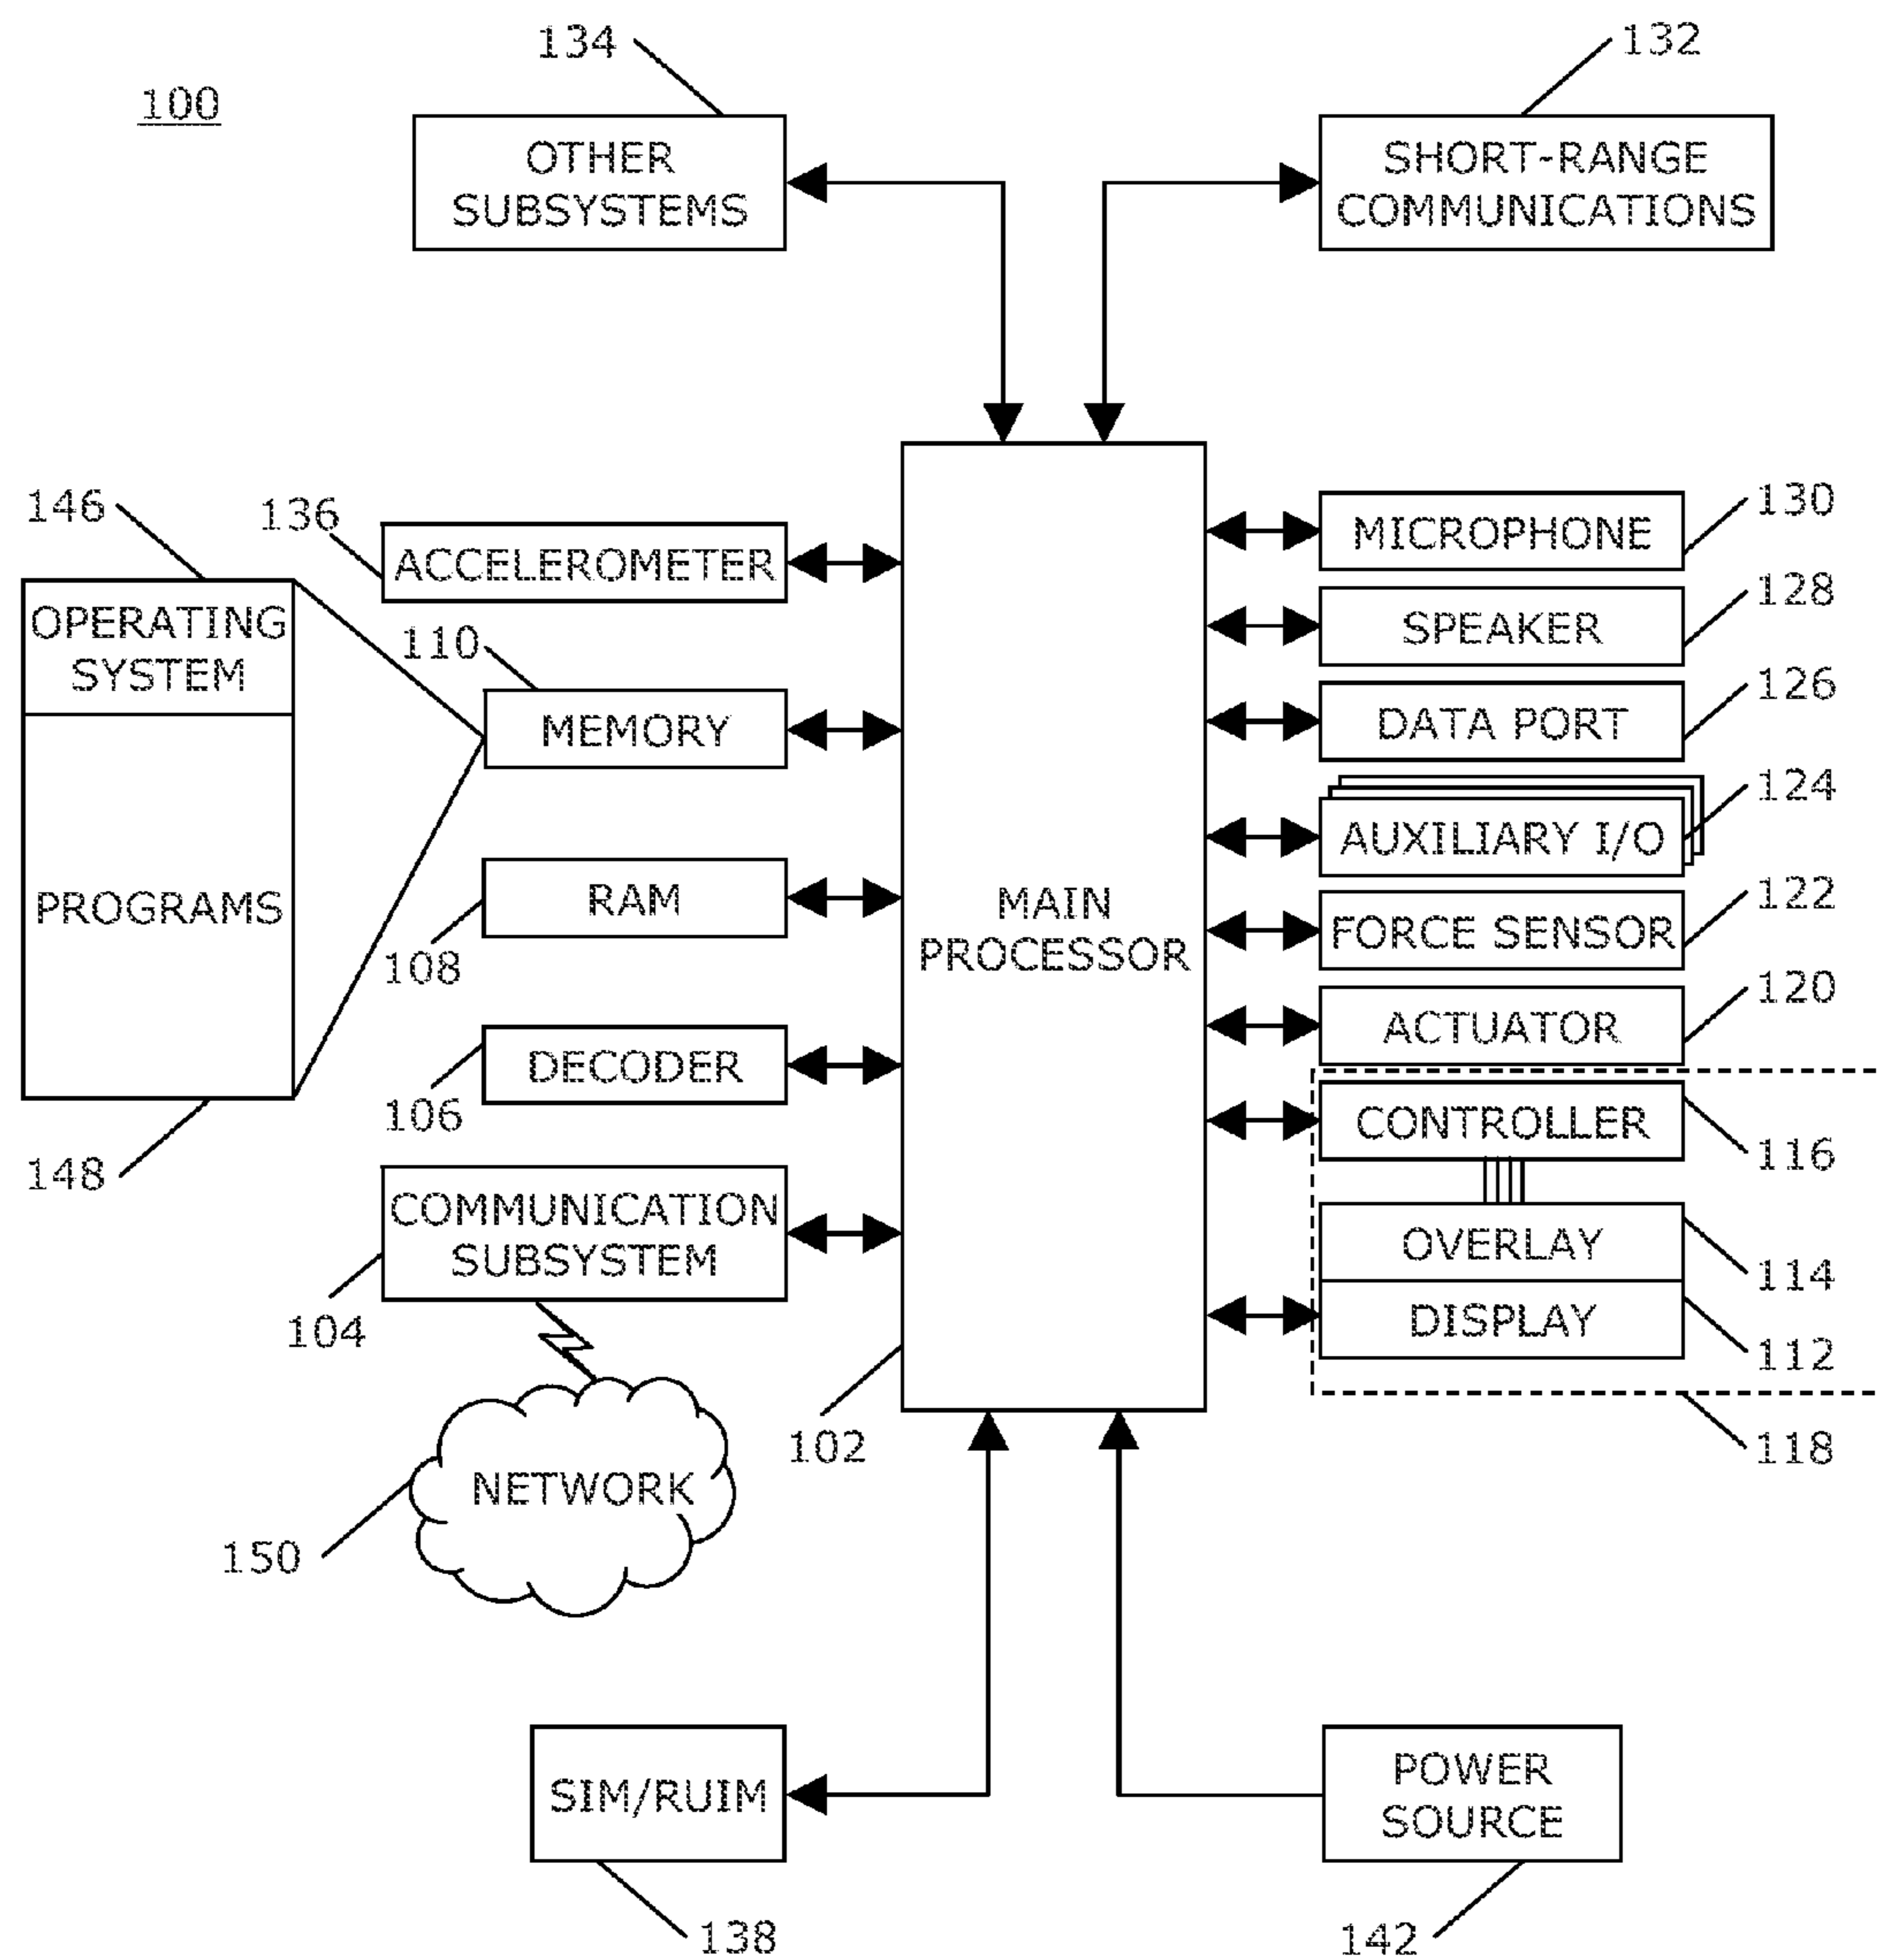 134
132
100
OTHER
SUBSYSTEMS
SHORT-RANGE
COMMUNICATIONS
146
136
ACCELEROMETER
MICROPHONE
130
OPERATING
SYSTEM
110
MEMORY
SPEAKER
128
DATA PORT
126
AUXILIARY I/O
124
PROGRAMS
RAM
108
MAIN
PROCESSOR
FORCE SENSOR
122
ACTUATOR
120
DECODER
106
CONTROLLER
116
148
COMMUNICATION
SUBSYSTEM
104
OVERLAY
114
DISPLAY
112
102
118
NETWORK
150
SIM/RUIM
138
POWER
SOURCE
142